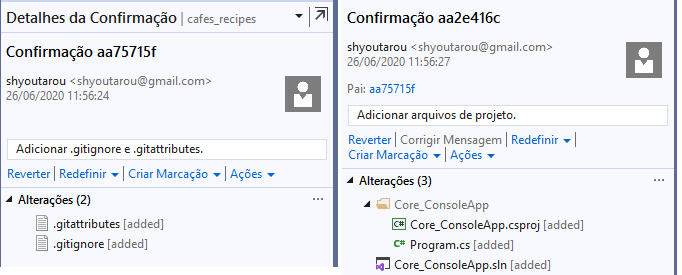 Detalhes da Confirmação | cafes_recipes
Confirmação aa75715f
shyoutarou <shyoutarou@gmail.com>
26/06/2020 11:56:24
Adicionar .gitignore e .gitattributes.
Reverter | Redefinir | Criar Marcação | Ações
Alterações (2) ...
.gitattributes [added]
.gitignore [added]
Confirmação aa2e416c
shyoutarou <shyoutarou@gmail.com>
26/06/2020 11:56:27
Pai: aa75715f
Adicionar arquivos de projeto.
Reverter | Corrigir Mensagem | Redefinir |
Criar Marcação | Ações
Alterações (3) ...
Core_ConsoleApp
C# Core_ConsoleApp.csproj [added]
C# Program.cs [added]
Core_ConsoleApp.sln [added]